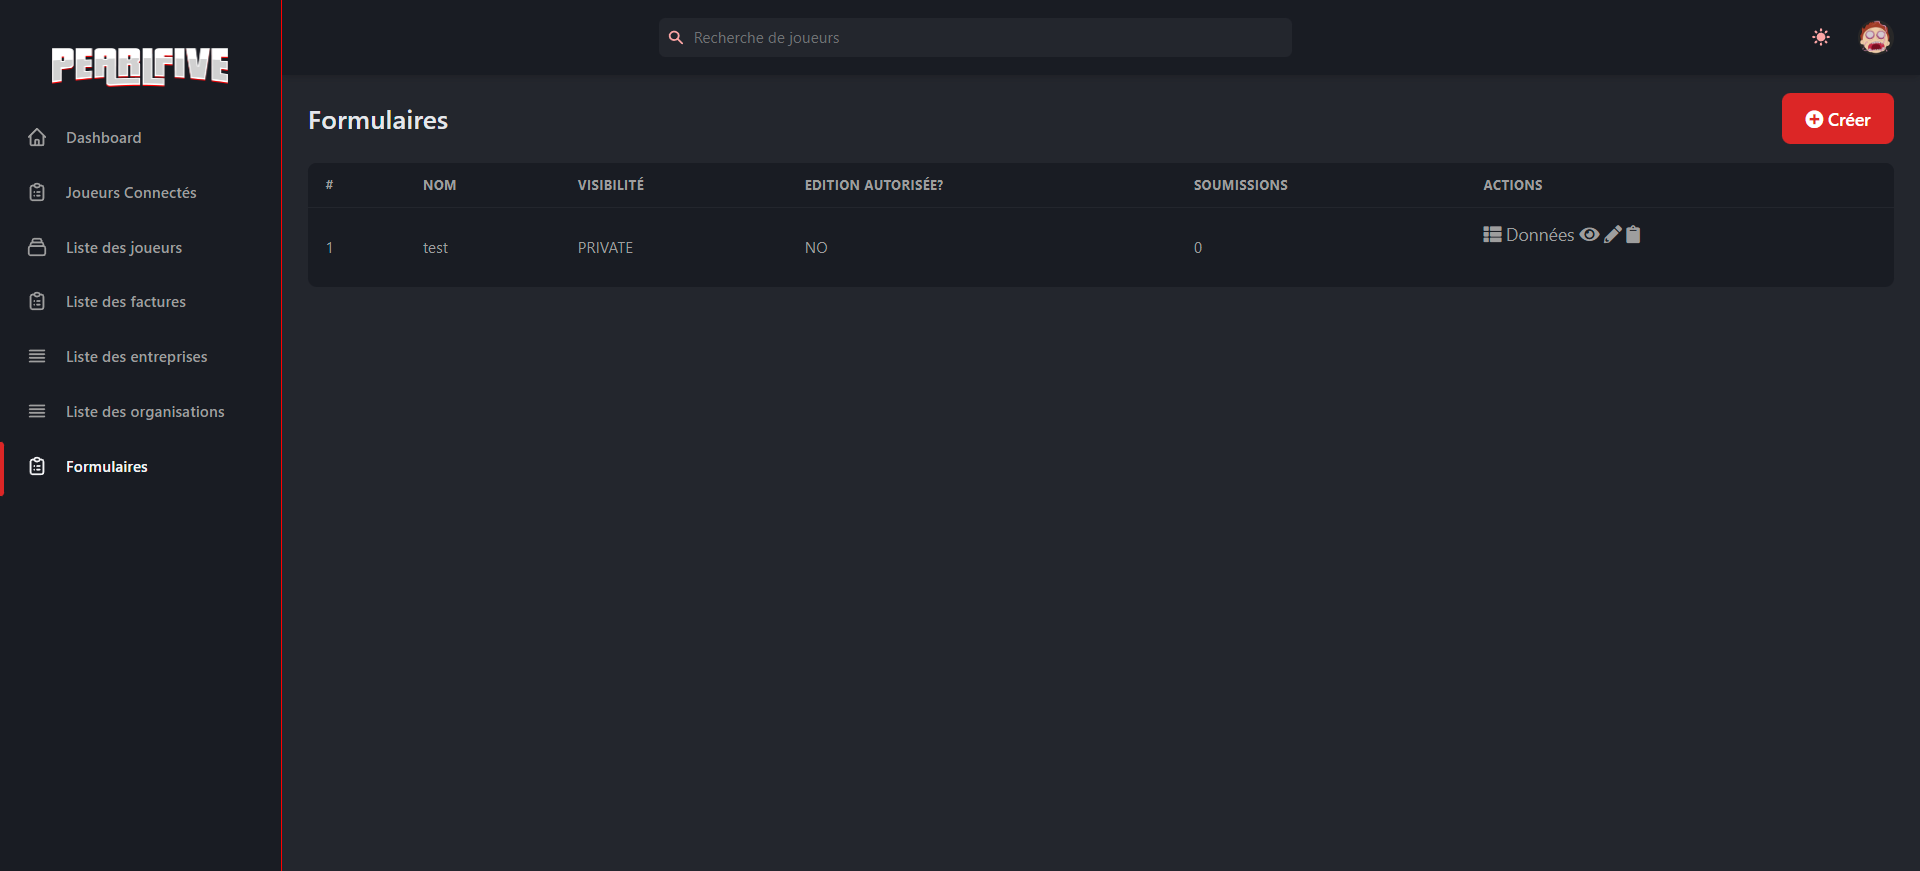 PEARLFIVE
Recherche de joueurs
Dashboard
Joueurs Connectés
Liste des joueurs
Liste des factures
Liste des entreprises
Liste des organisations
Formulaires
Formulaires
Créer
# NOM VISIBILITÉ EDITION AUTORISÉE? SOUMISSIONS ACTIONS
1 test PRIVATE NO 0 Données